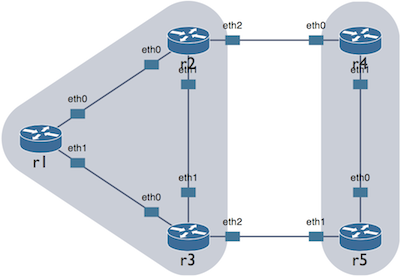 eth2 eth0
r2 r4
eth0 eth1 eth1
eth0
r1 eth1
eth0 eth1 eth0
eth2 eth1
r3 r5